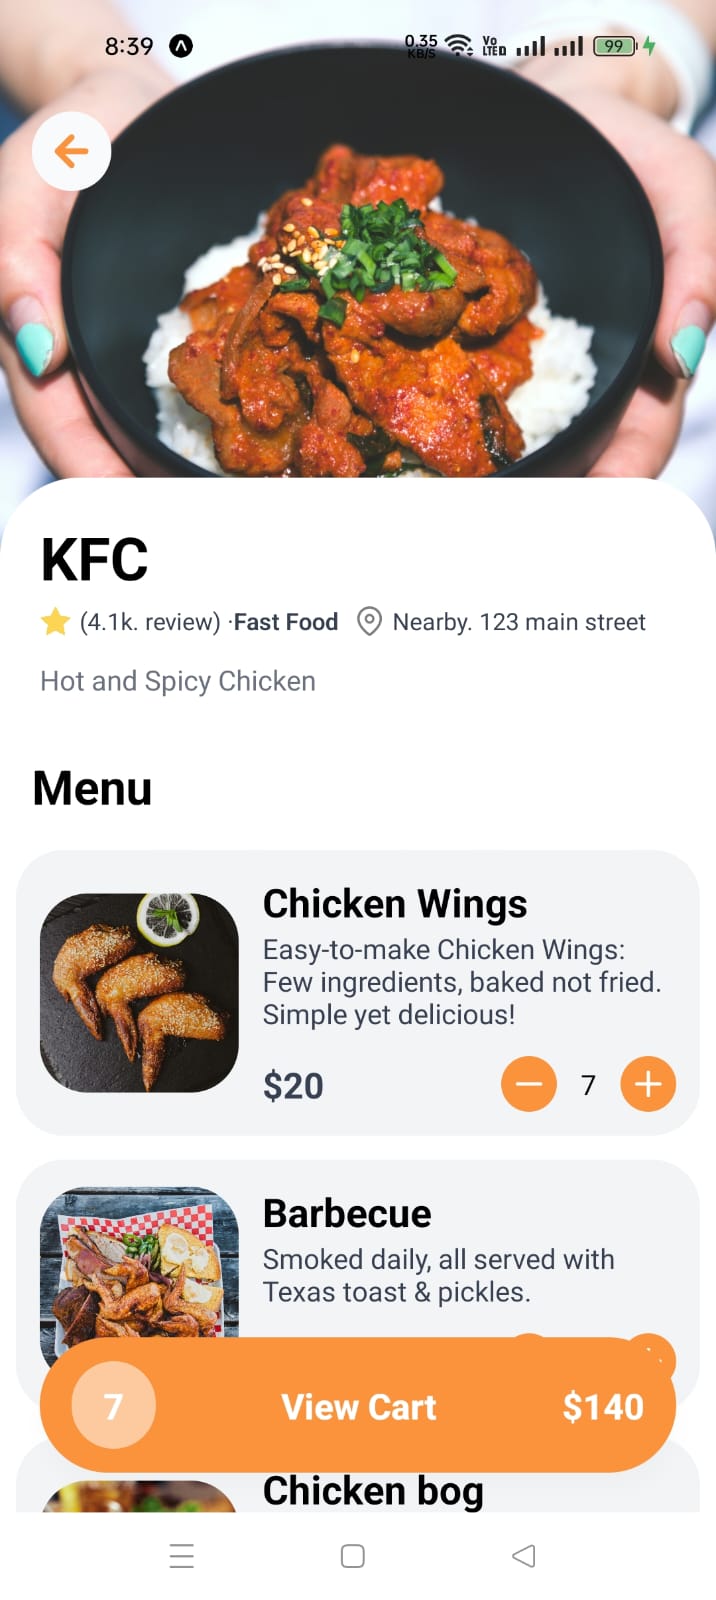 8:39
0.35
KB/S
Vo
LTE
99
KFC
(4.1k. review) ·Fast Food Nearby. 123 main street
Hot and Spicy Chicken
Menu
Chicken Wings
Easy-to-make Chicken Wings:
Few ingredients, baked not fried.
Simple yet delicious!
$20
7
Barbecue
Smoked daily, all served with
Texas toast & pickles.
7 View Cart $140
Chicken bog